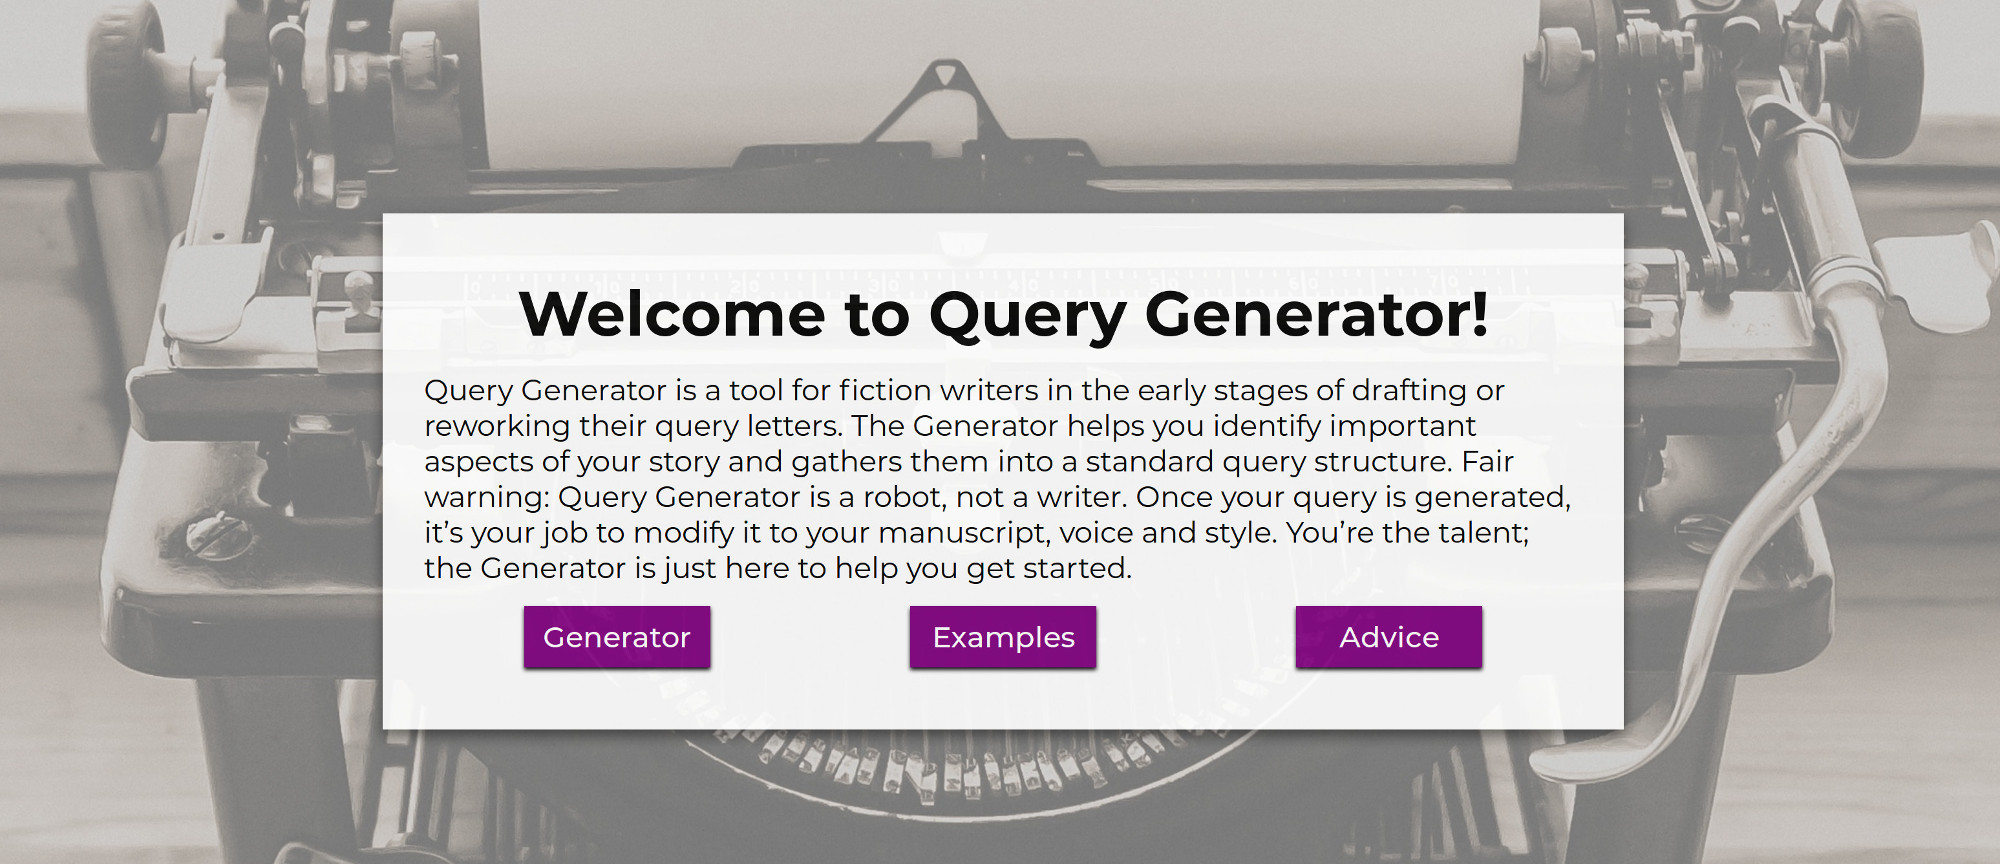 Welcome to Query Generator!
Query Generator is a tool for fiction writers in the early stages of drafting or
reworking their query letters. The Generator helps you identify important
aspects of your story and gathers them into a standard query structure. Fair
warning: Query Generator is a robot, not a writer. Once your query is generated,
it’s your job to modify it to your manuscript, voice and style. You’re the talent;
the Generator is just here to help you get started.
Generator Examples Advice